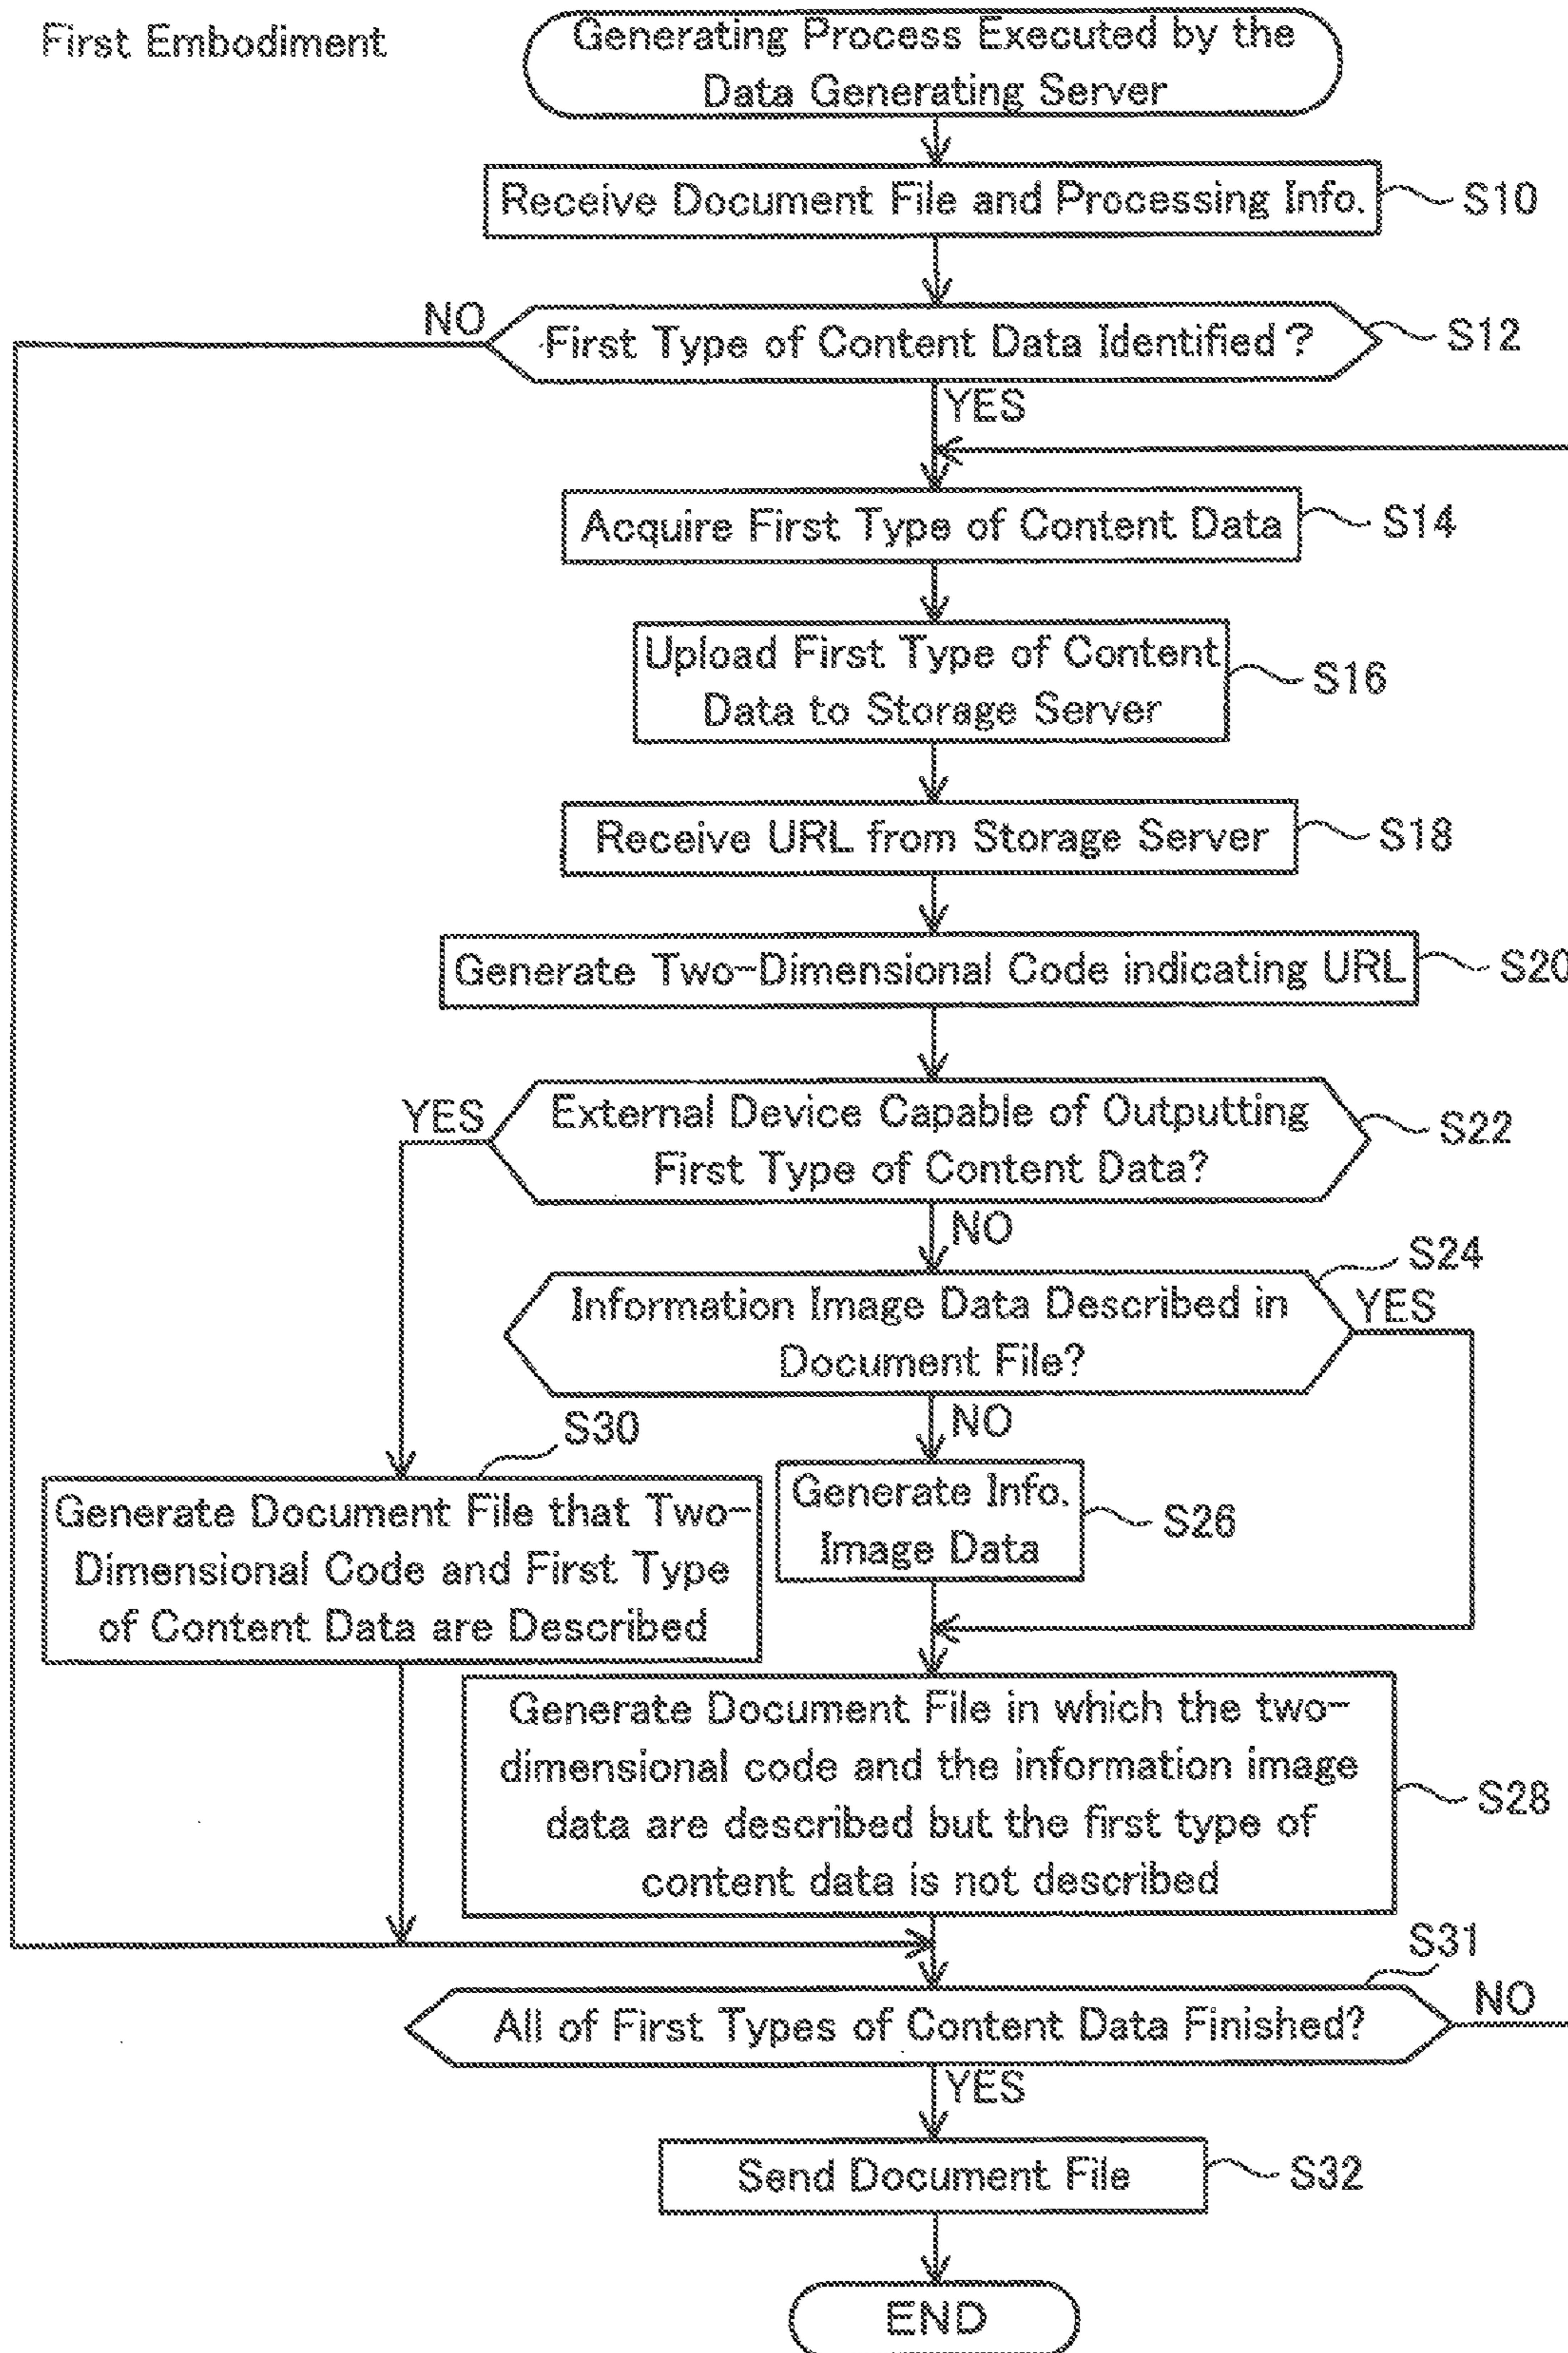 First Embodiment
Generating Process Executed by the
Data Generating Server
Receive Document File and Processing Info.
S10
NO
First Type of Content Data Identified?
S12
YES
Acquire First Type of Content Data
S14
Upload First Type of Content
Data to Storage Server
S16
Receive URL from Storage Server
S18
Generate Two-Dimensional Code indicating URL
S20
YES
External Device Capable of Outputting
First Type of Content Data?
S22
NO
S24
Information Image Data Described in
Document File?
YES
NO
S30
Generate Document File that Two-
Dimensional Code and First Type
of Content Data are Described
Generate Info.
Image Data
S26
Generate Document File in which the two-
dimensional code and the information image
data are described but the first type of
content data is not described
S28
S31
All of First Types of Content Data Finished?
NO
YES
Send Document File
S32
END